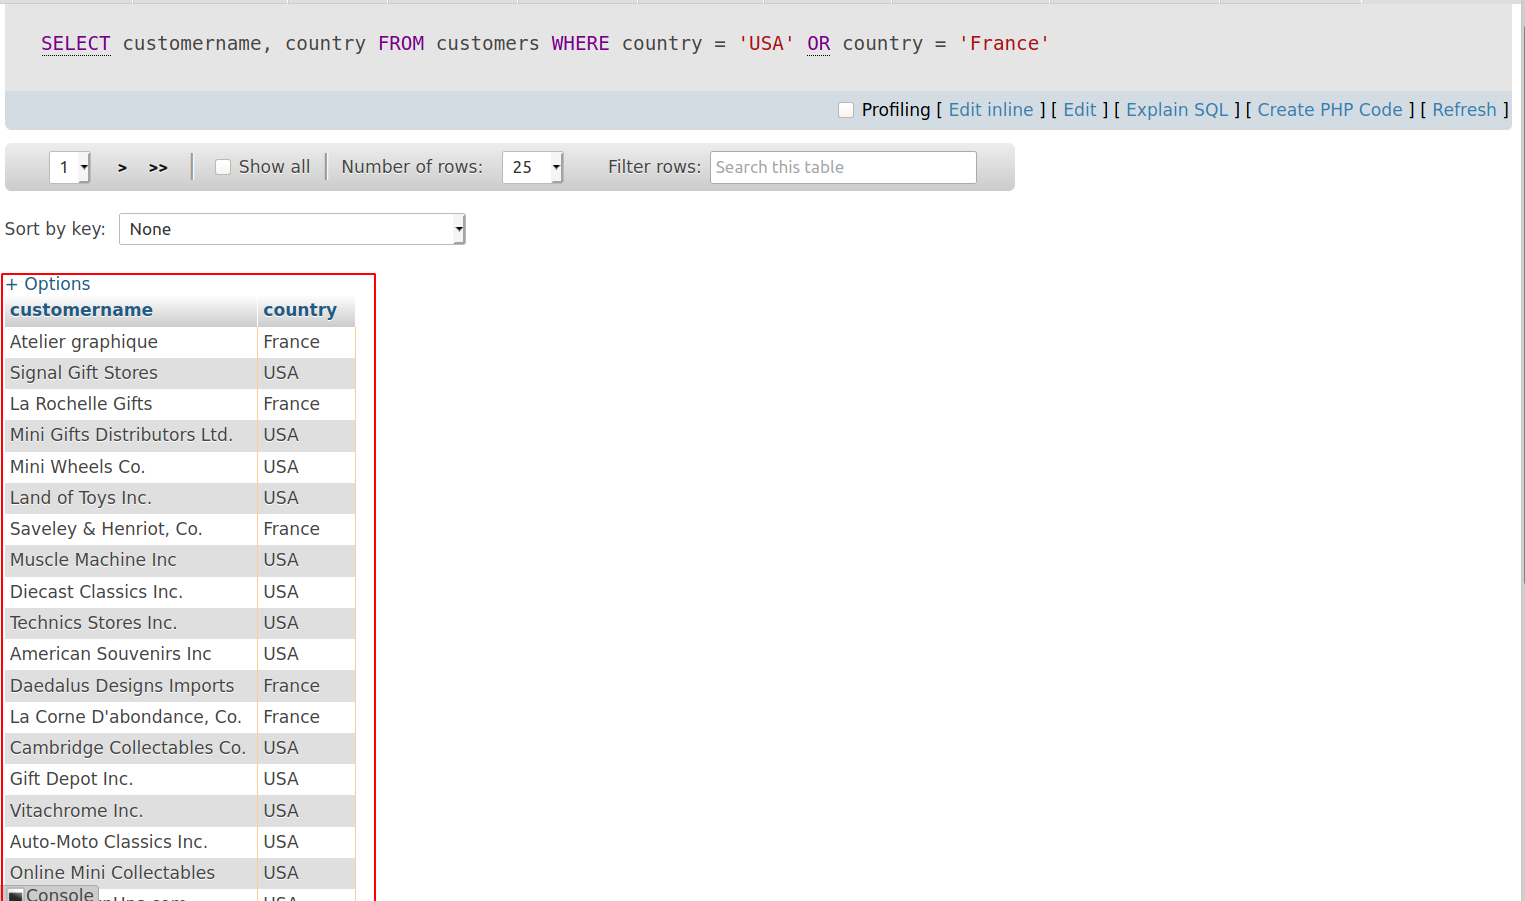 SELECT customername, country FROM customers WHERE country = 'USA' OR country = 'France'
Profiling [ Edit inline ] [ Edit ] [ Explain SQL ] [ Create PHP Code ] [ Refresh ]
1 > >> Show all Number of rows: 25 Filter rows: Search this table
Sort by key: None
+ Options
customername country
Atelier graphique France
Signal Gift Stores USA
La Rochelle Gifts France
Mini Gifts Distributors Ltd. USA
Mini Wheels Co. USA
Land of Toys Inc. USA
Saveley & Henriot, Co. France
Muscle Machine Inc USA
Diecast Classics Inc. USA
Technics Stores Inc. USA
American Souvenirs Inc USA
Daedalus Designs Imports France
La Corne D'abondance, Co. France
Cambridge Collectables Co. USA
Gift Depot Inc. USA
Vitachrome Inc. USA
Auto-Moto Classics Inc. USA
Online Mini Collectables USA
Console
USA